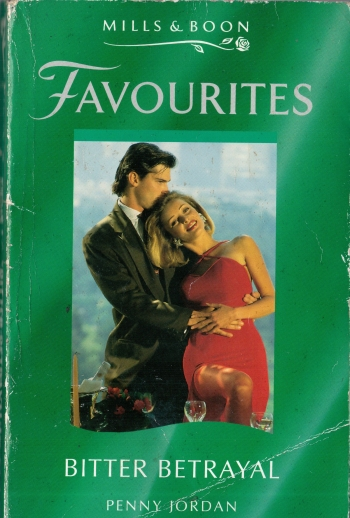 MILLS & BOON
FAVOURITES
BITTER BETRAYAL
PENNY JORDAN